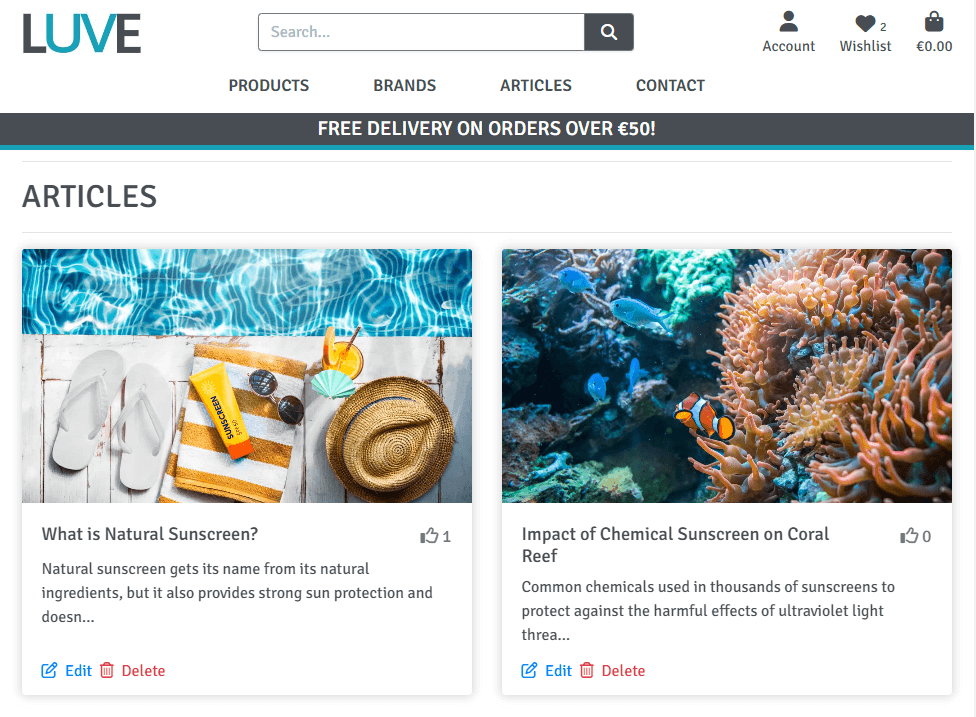 LUVE
Search...
Account
2
Wishlist
€0.00
PRODUCTS BRANDS ARTICLES CONTACT
FREE DELIVERY ON ORDERS OVER €50!
ARTICLES
SUNSCREEN
SPF 50
What is Natural Sunscreen?
1
Natural sunscreen gets its name from its natural
ingredients, but it also provides strong sun protection and
doesn...
Edit Delete
Impact of Chemical Sunscreen on Coral
Reef
0
Common chemicals used in thousands of sunscreens to
protect against the harmful effects of ultraviolet light
threa...
Edit Delete